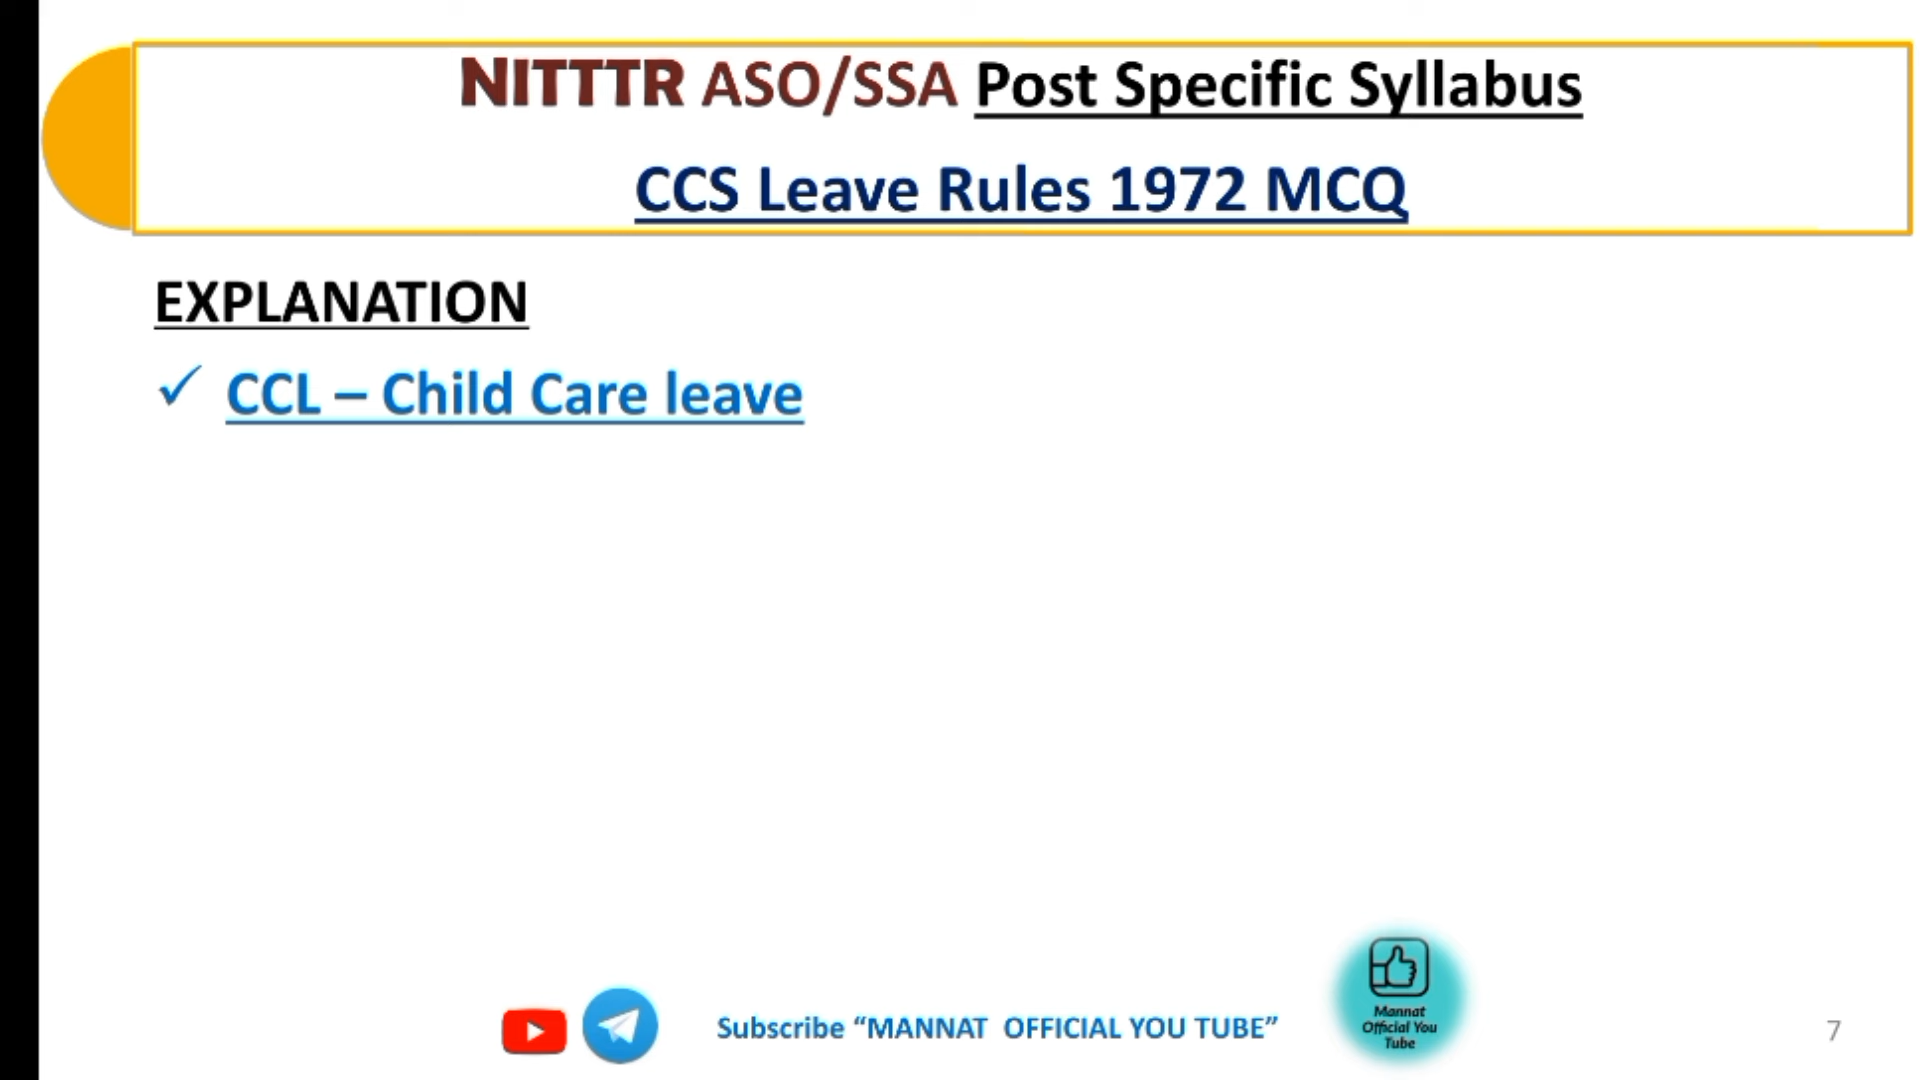 NITTTR ASO/SSA Post Specific Syllabus
CCS Leave Rules 1972 MCQ
EXPLANATION
✓ CCL – Child Care leave
Subscribe “MANNAT OFFICIAL YOU TUBE”
Mannat
Official You
Tube
7